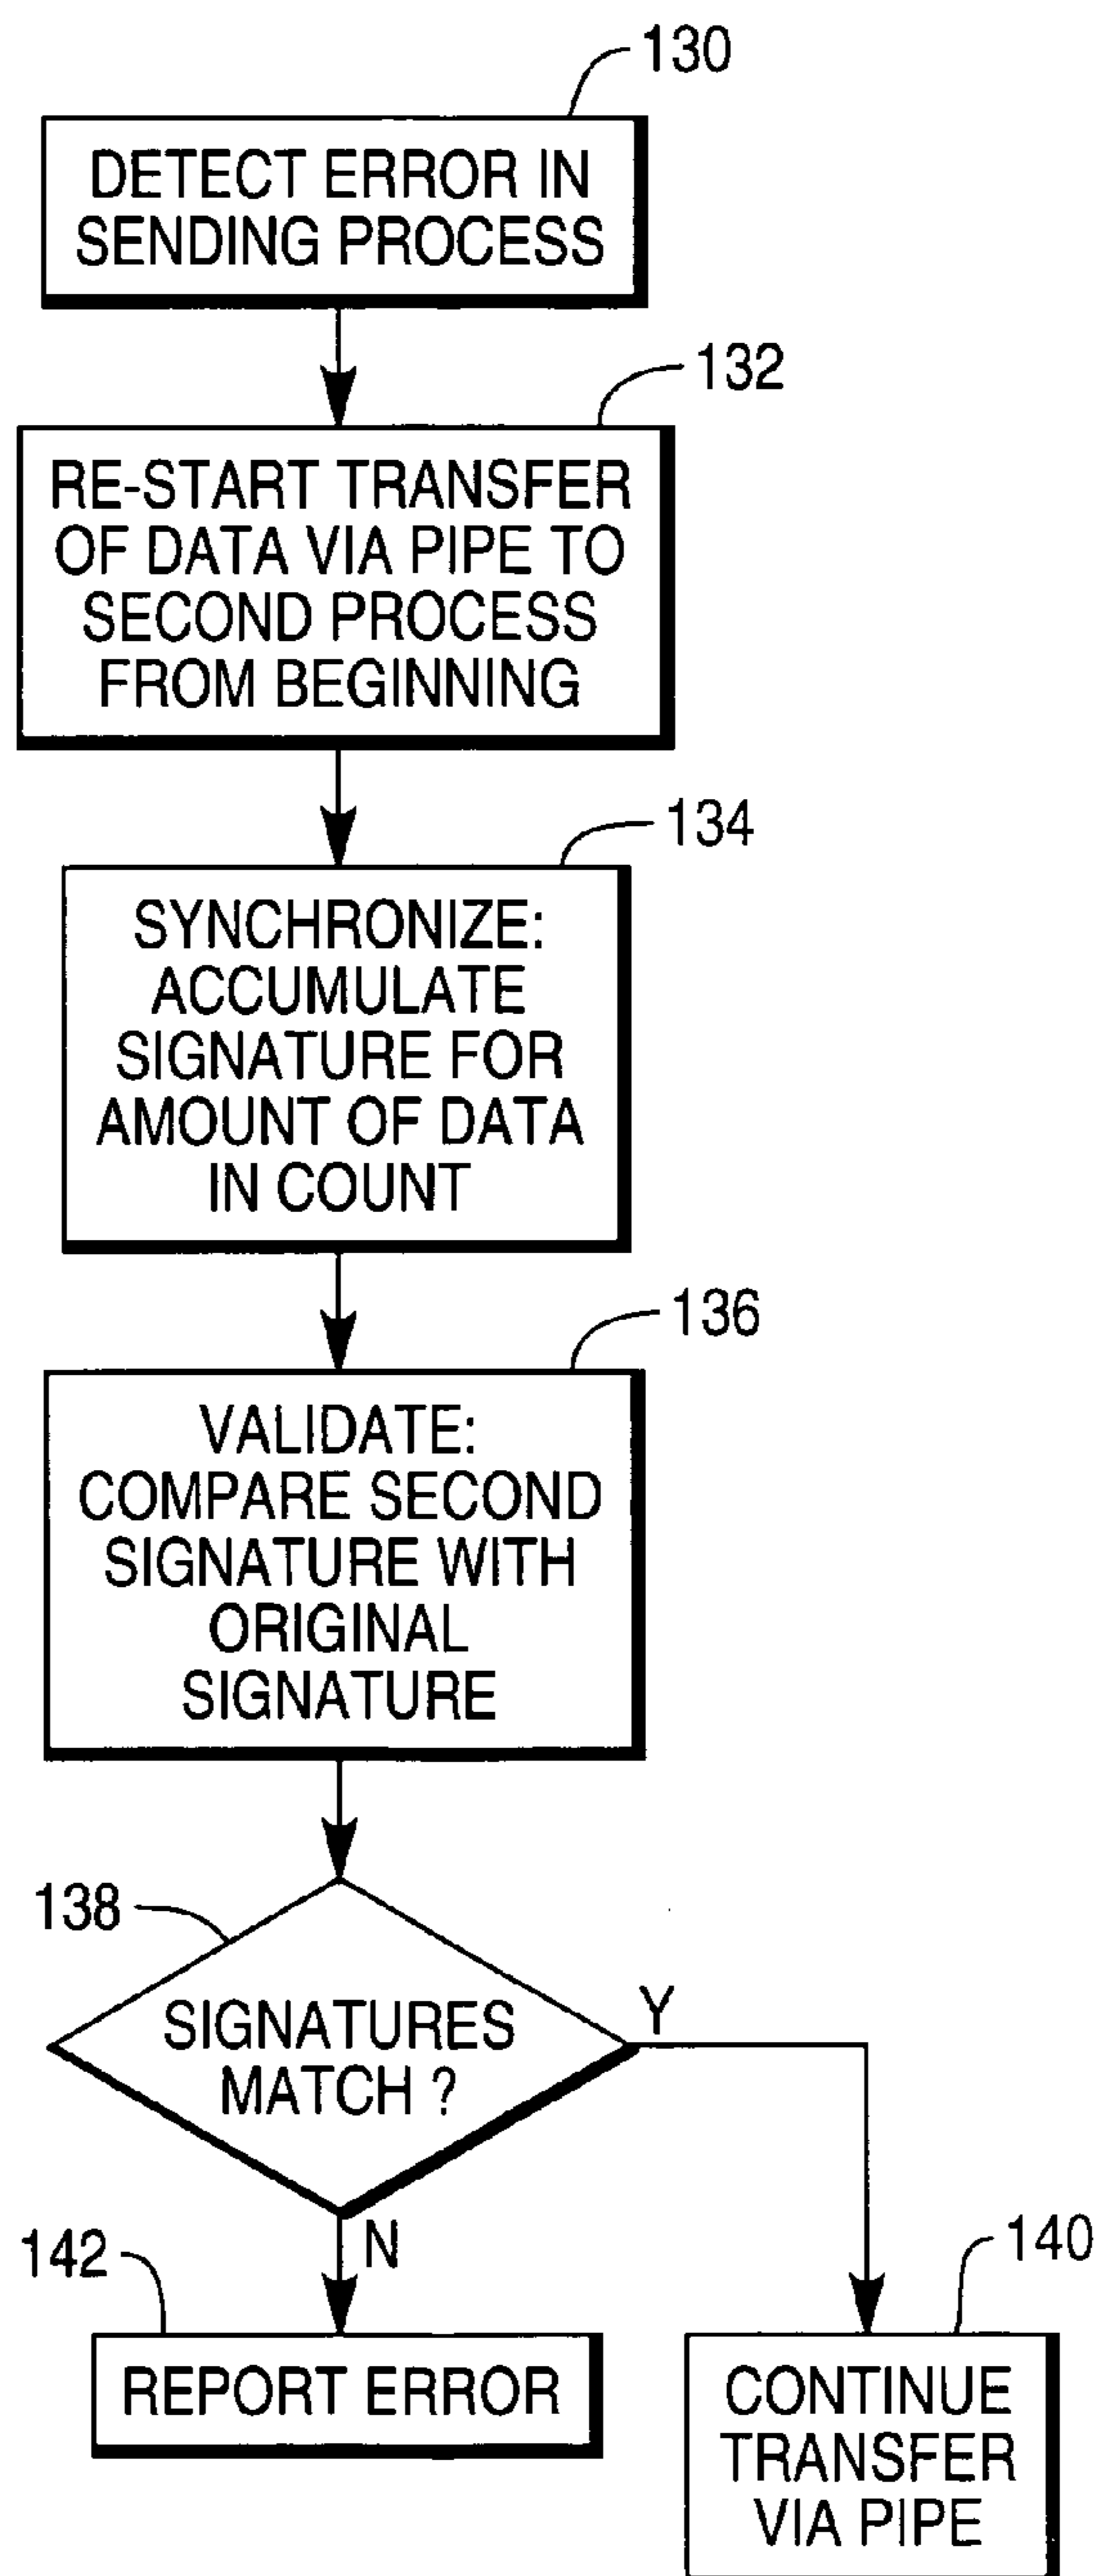 130
DETECT ERROR IN
SENDING PROCESS
132
RE-START TRANSFER
OF DATA VIA PIPE TO
SECOND PROCESS
FROM BEGINNING
134
SYNCHRONIZE:
ACCUMULATE
SIGNATURE FOR
AMOUNT OF DATA
IN COUNT
136
VALIDATE:
COMPARE SECOND
SIGNATURE WITH
ORIGINAL
SIGNATURE
138
SIGNATURES
MATCH ?
Y
N
142
REPORT ERROR
140
CONTINUE
TRANSFER
VIA PIPE